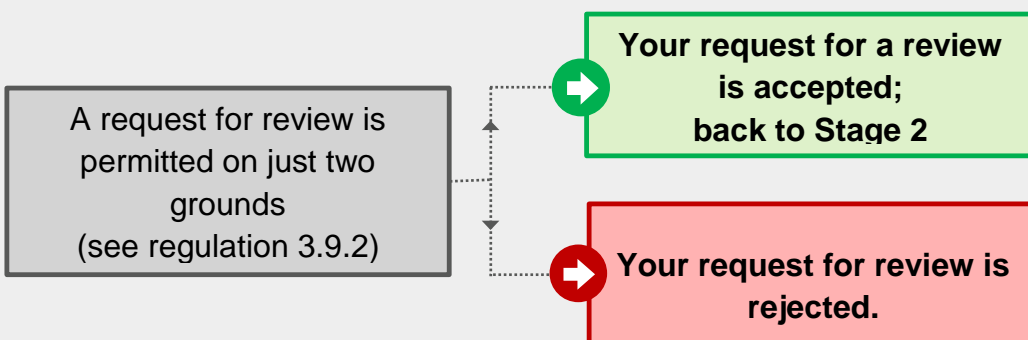 A request for review is
permitted on just two
grounds
(see regulation 3.9.2)
Your request for a review
is accepted;
back to Stage 2
Your request for review is
rejected.